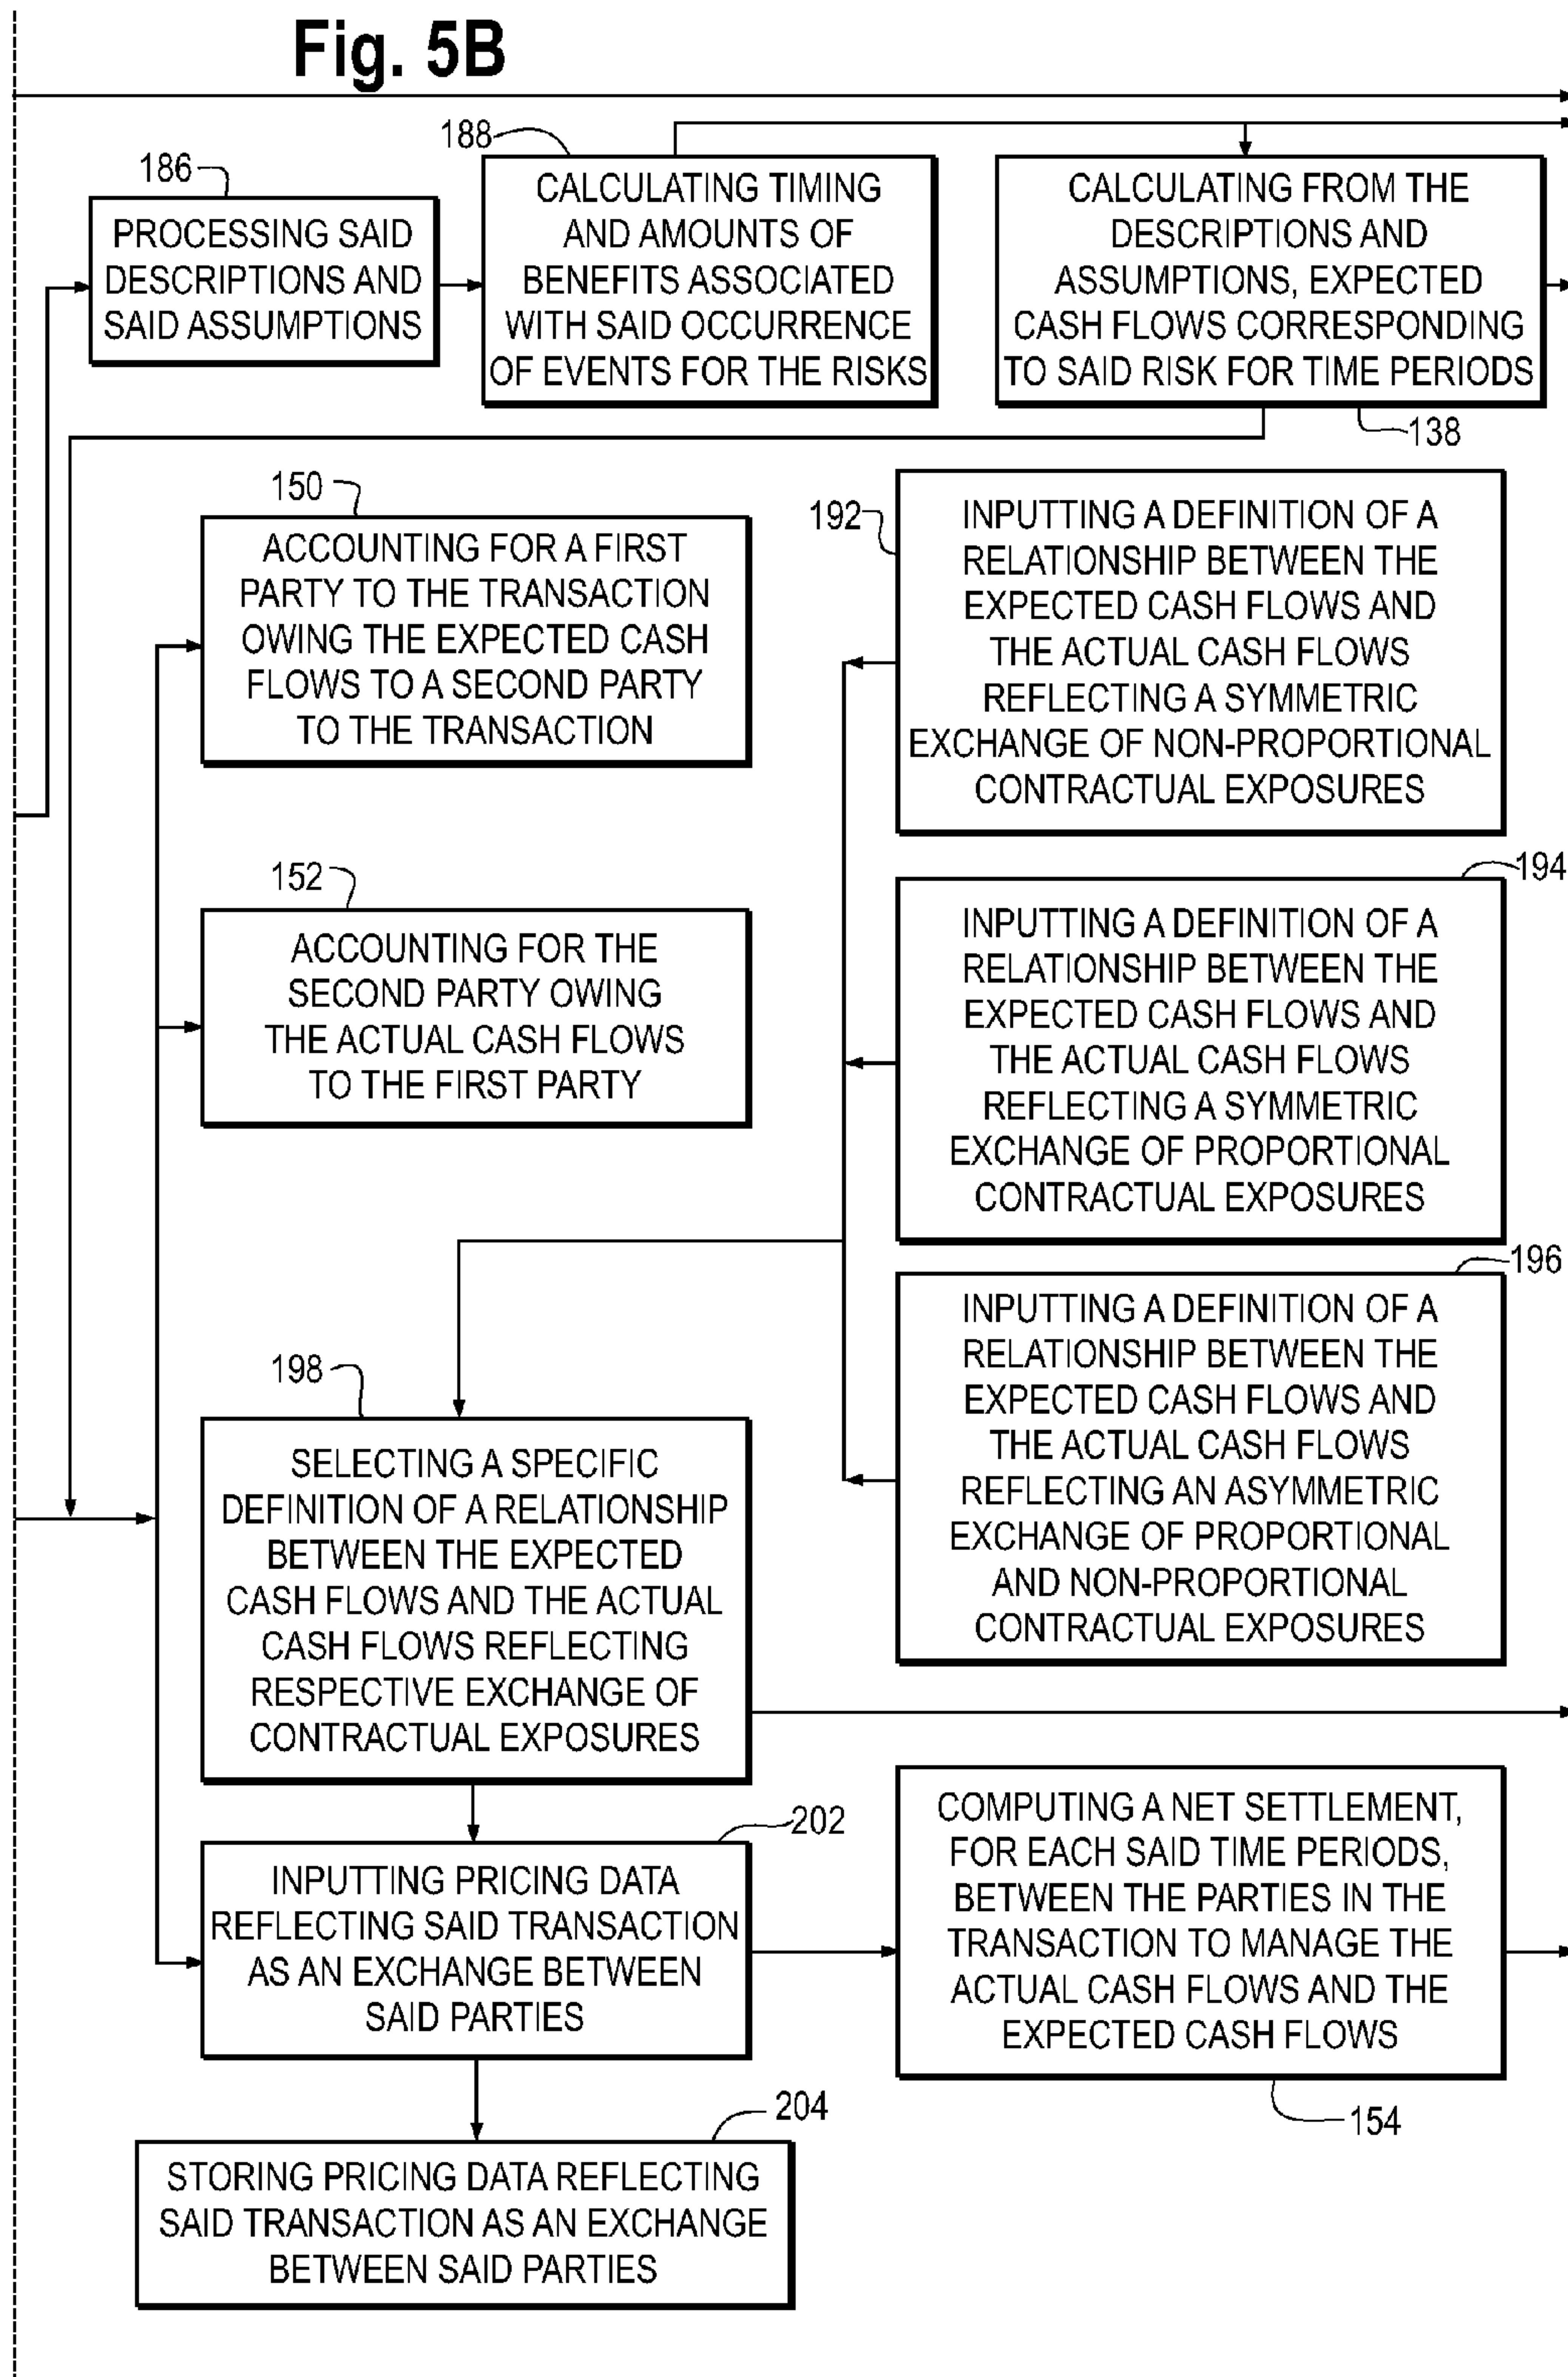 Fig. 5B
186
PROCESSING SAID
DESCRIPTIONS AND
SAID ASSUMPTIONS
188
CALCULATING TIMING
AND AMOUNTS OF
BENEFITS ASSOCIATED
WITH SAID OCCURRENCE
OF EVENTS FOR THE RISKS
CALCULATING FROM THE
DESCRIPTIONS AND
ASSUMPTIONS, EXPECTED
CASH FLOWS CORRESPONDING
TO SAID RISK FOR TIME PERIODS
138
150
ACCOUNTING FOR A FIRST
PARTY TO THE TRANSACTION
OWING THE EXPECTED CASH
FLOWS TO A SECOND PARTY
TO THE TRANSACTION
192
INPUTTING A DEFINITION OF A
RELATIONSHIP BETWEEN THE
EXPECTED CASH FLOWS AND
THE ACTUAL CASH FLOWS
REFLECTING A SYMMETRIC
EXCHANGE OF NON-PROPORTIONAL
CONTRACTUAL EXPOSURES
152
ACCOUNTING FOR THE
SECOND PARTY OWING
THE ACTUAL CASH FLOWS
TO THE FIRST PARTY
194
INPUTTING A DEFINITION OF A
RELATIONSHIP BETWEEN THE
EXPECTED CASH FLOWS AND
THE ACTUAL CASH FLOWS
REFLECTING A SYMMETRIC
EXCHANGE OF PROPORTIONAL
CONTRACTUAL EXPOSURES
196
INPUTTING A DEFINITION OF A
RELATIONSHIP BETWEEN THE
EXPECTED CASH FLOWS AND
THE ACTUAL CASH FLOWS
REFLECTING AN ASYMMETRIC
EXCHANGE OF PROPORTIONAL
AND NON-PROPORTIONAL
CONTRACTUAL EXPOSURES
198
SELECTING A SPECIFIC
DEFINITION OF A RELATIONSHIP
BETWEEN THE EXPECTED
CASH FLOWS AND THE ACTUAL
CASH FLOWS REFLECTING
RESPECTIVE EXCHANGE OF
CONTRACTUAL EXPOSURES
202
INPUTTING PRICING DATA
REFLECTING SAID TRANSACTION
AS AN EXCHANGE BETWEEN
SAID PARTIES
COMPUTING A NET SETTLEMENT,
FOR EACH SAID TIME PERIODS,
BETWEEN THE PARTIES IN THE
TRANSACTION TO MANAGE THE
ACTUAL CASH FLOWS AND THE
EXPECTED CASH FLOWS
154
204
STORING PRICING DATA REFLECTING
SAID TRANSACTION AS AN EXCHANGE
BETWEEN SAID PARTIES